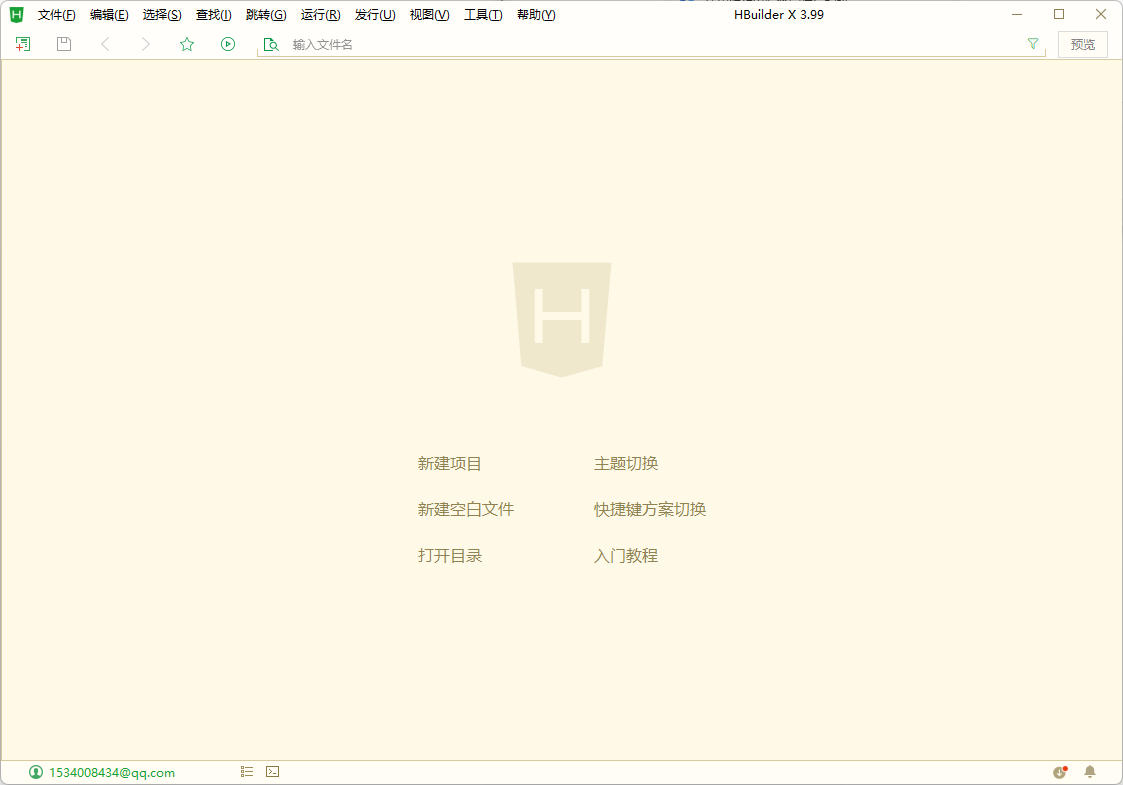 文件(F) 编辑(E) 选择(S) 查找(I) 跳转(G) 运行(R) 发行(U) 视图(V) 工具(T) 帮助(Y) HBuilder X 3.99
输入文件名 预览
H
新建项目 主题切换
新建空白文件 快捷键方案切换
打开目录 入门教程
1534008434@qq.com